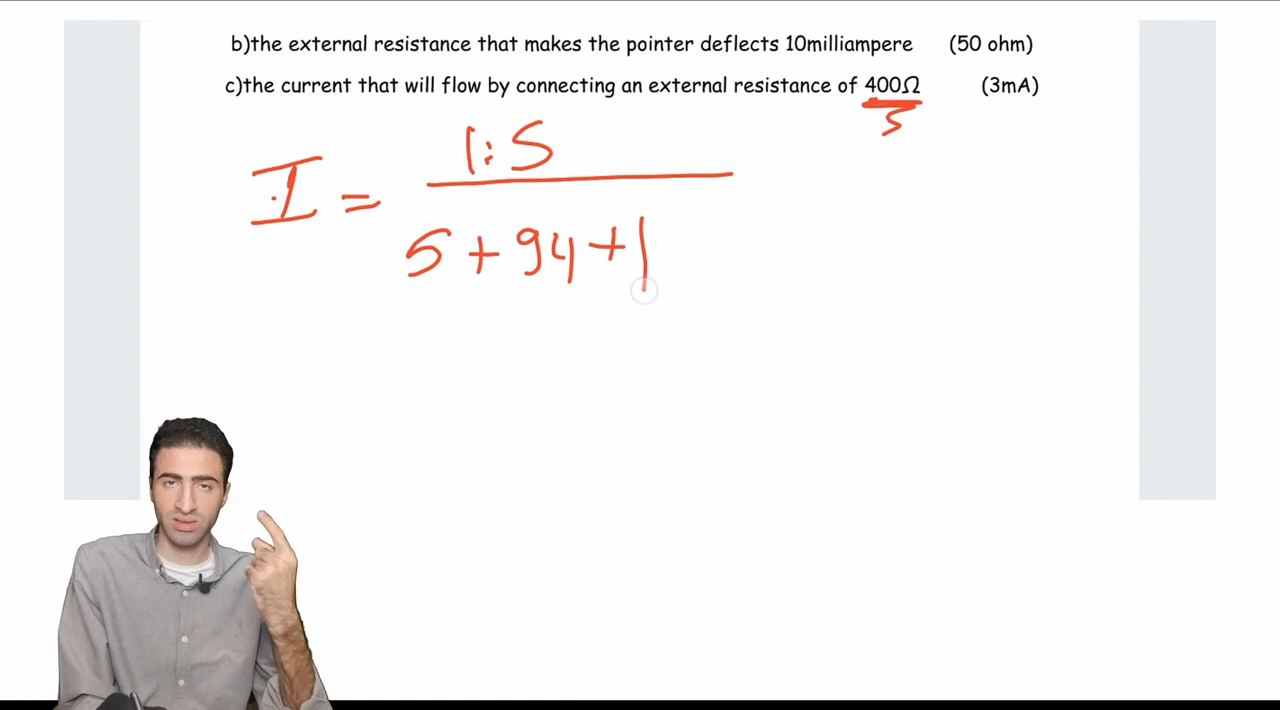 b)the external resistance that makes the pointer deflects 10milliampere (50 ohm)
c)the current that will flow by connecting an external resistance of 400Ω (3mA)
I = 1:5
5 + 94 + 1